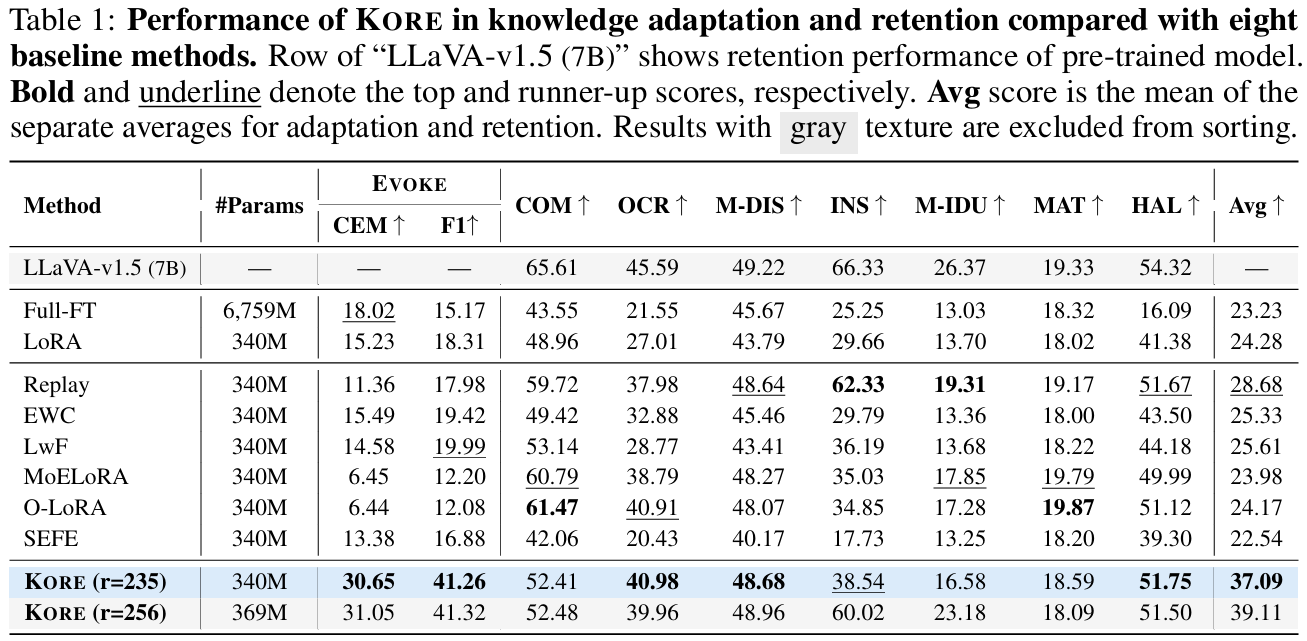 Table 1: Performance of KORE in knowledge adaptation and retention compared with eight
baseline methods. Row of “LLaVA-v1.5 (7B)” shows retention performance of pre-trained model.
Bold and underline denote the top and runner-up scores, respectively. Avg score is the mean of the
separate averages for adaptation and retention. Results with gray texture are excluded from sorting.
Method #Params EVOKE COM ↑ OCR ↑ M-DIS ↑ INS ↑ M-IDU ↑ MAT ↑ HAL ↑ Avg ↑
CEM ↑ F1↑
LLaVA-v1.5 (7B) — — — 65.61 45.59 49.22 66.33 26.37 19.33 54.32 —
Full-FT 6,759M 18.02 15.17 43.55 21.55 45.67 25.25 13.03 18.32 16.09 23.23
LoRA 340M 15.23 18.31 48.96 27.01 43.79 29.66 13.70 18.02 41.38 24.28
Replay 340M 11.36 17.98 59.72 37.98 48.64 62.33 19.31 19.17 51.67 28.68
EWC 340M 15.49 19.42 49.42 32.88 45.46 29.79 13.36 18.00 43.50 25.33
LwF 340M 14.58 19.99 53.14 28.77 43.41 36.19 13.68 18.22 44.18 25.61
MoELoRA 340M 6.45 12.20 60.79 38.79 48.27 35.03 17.85 19.79 49.99 23.98
O-LoRA 340M 6.44 12.08 61.47 40.91 48.07 34.85 17.28 19.87 51.12 24.17
SEFE 340M 13.38 16.88 42.06 20.43 40.17 17.73 13.25 18.20 39.30 22.54
KORE (r=235) 340M 30.65 41.26 52.41 40.98 48.68 38.54 16.58 18.59 51.75 37.09
KORE (r=256) 369M 31.05 41.32 52.48 39.96 48.96 60.02 23.18 18.09 51.50 39.11